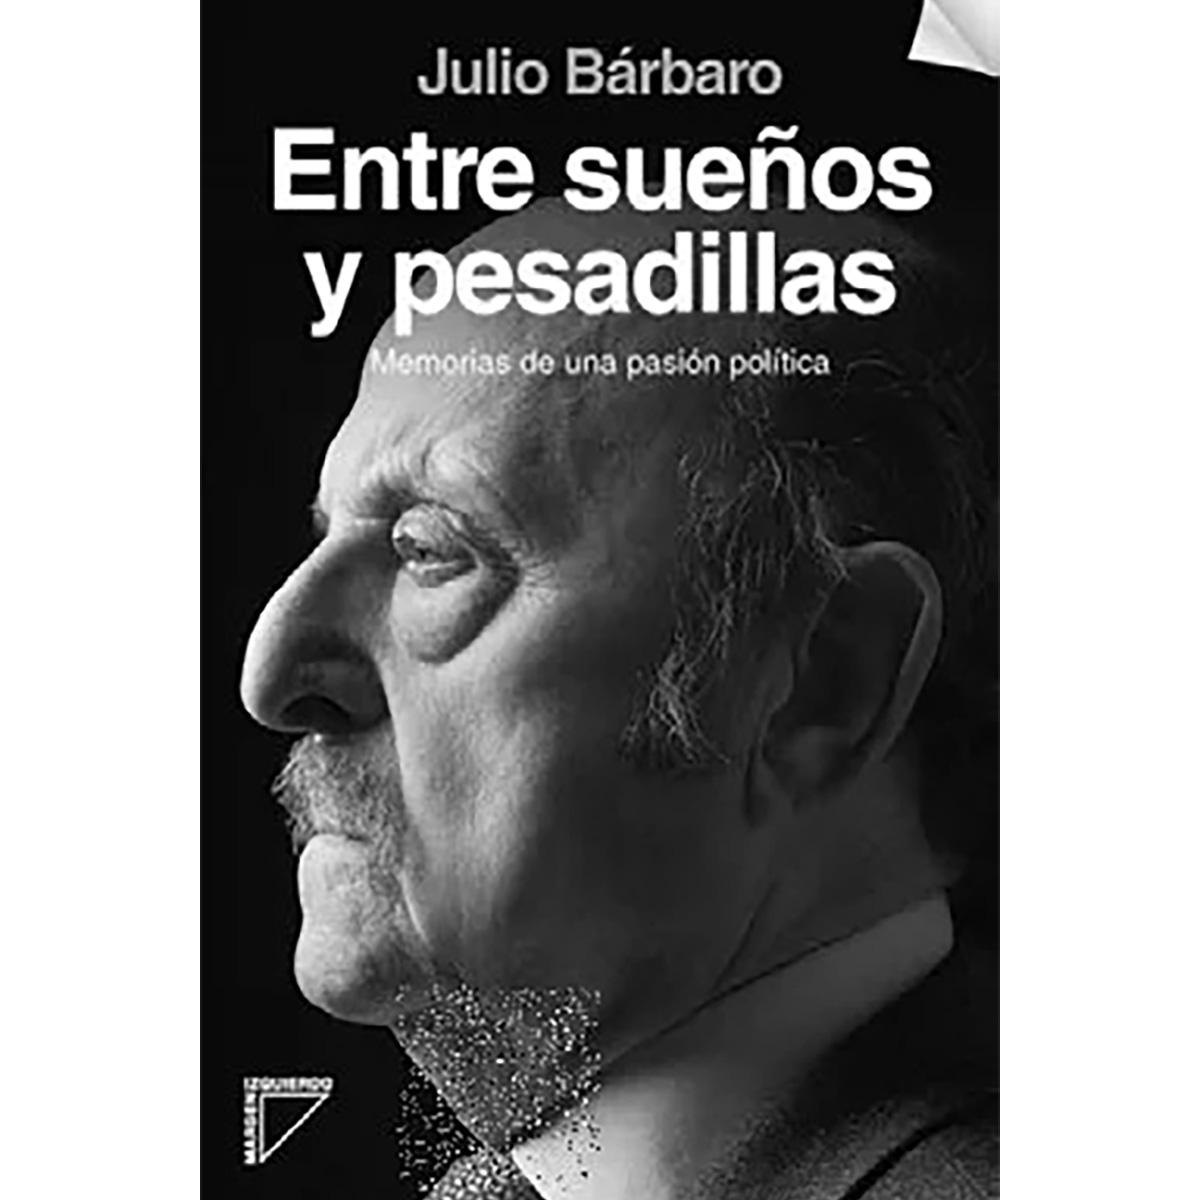 Julio Bárbaro
Entre sueños
y pesadillas
Memorias de una pasión política
MARGEN
IZQUIERDO